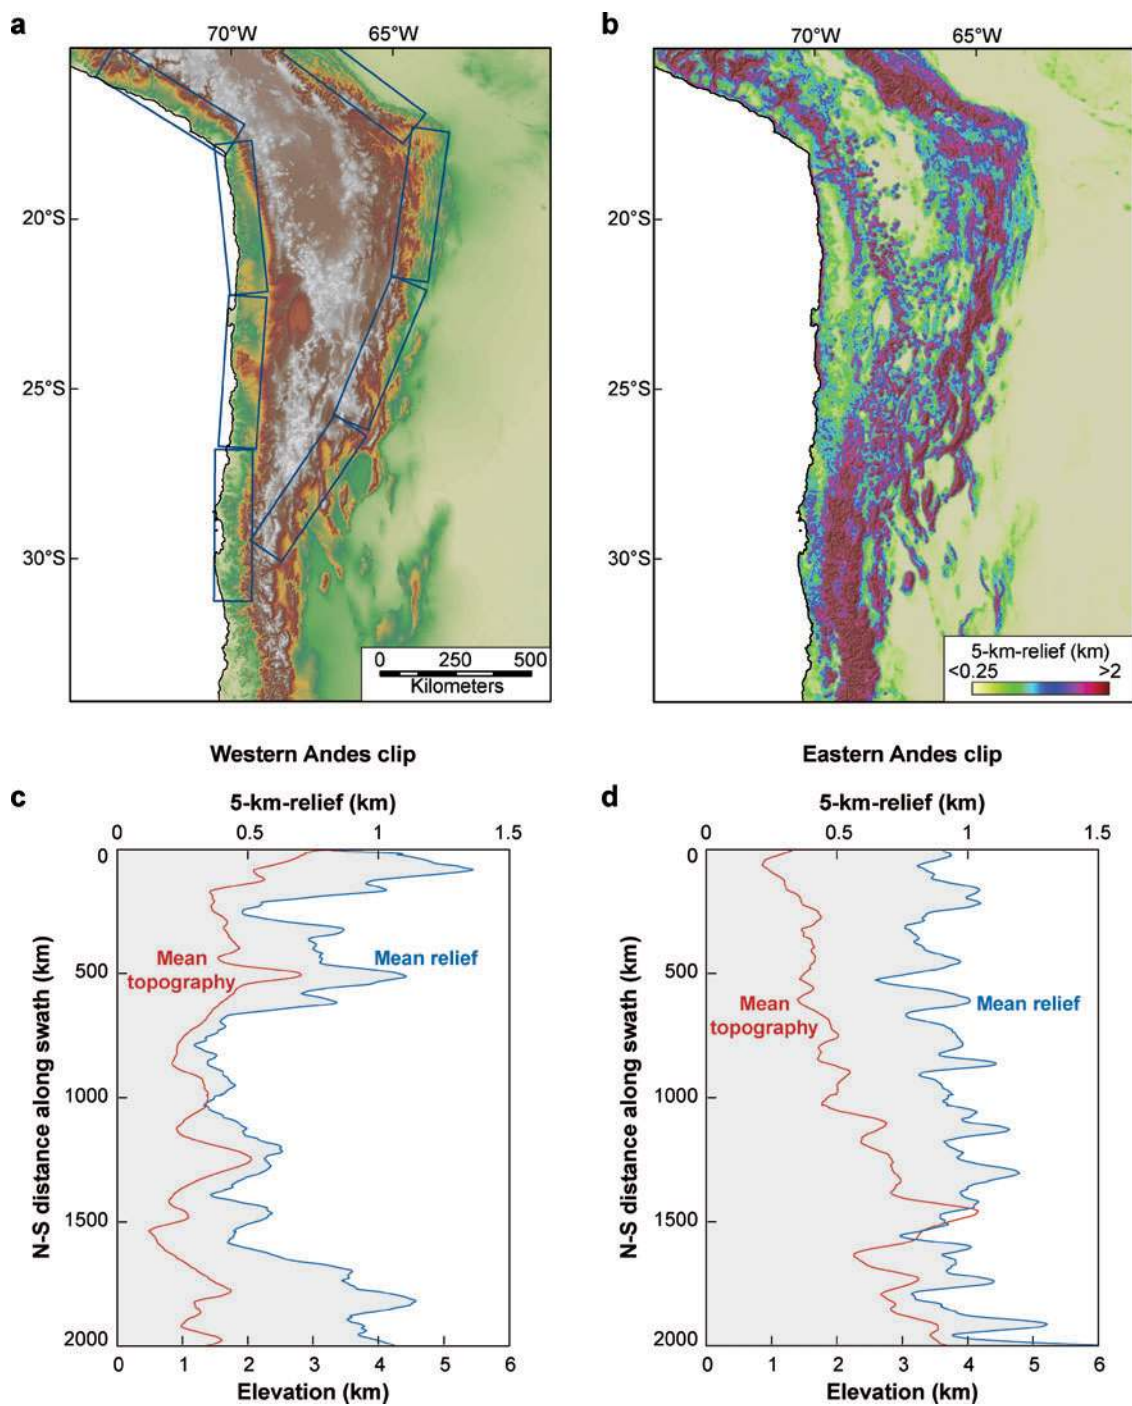 a
70°W 65°W
20°S
25°S
30°S
0 250 500
Kilometers
b
70°W 65°W
20°S
25°S
30°S
5-km-relief (km)
<0.25 >2
Western Andes clip
Eastern Andes clip
c
5-km-relief (km)
0 0.5 1 1.5
N-S distance along swath (km)
0
500
1000
1500
2000
Mean
topography
Mean relief
0 1 2 3 4 5 6
Elevation (km)
d
5-km-relief (km)
0 0.5 1 1.5
N-S distance along swath (km)
0
500
1000
1500
2000
Mean
topography
Mean relief
0 1 2 3 4 5 6
Elevation (km)